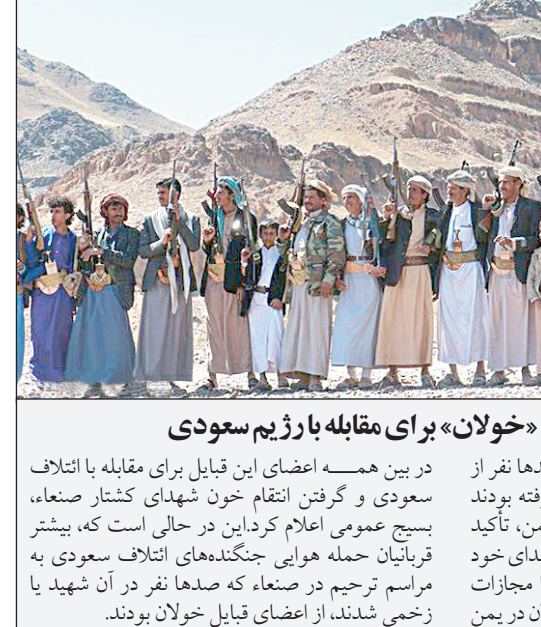 «خولان» برای مقابله با رژیم سعودی
دها نفر از
فته بودند
من، تأکید
دای خود
مجازات
ن در یمن
در بین همه اعضای این قبایل برای مقابله با ائتلاف
سعودی و گرفتن انتقام خون شهدای کشتار صنعاء،
بسیج عمومی اعلام کرد.این در حالی است که، بیشتر
قربانیان حمله هوایی جنگنده‌های ائتلاف سعودی به
مراسم ترحیم در صنعاء که صدها نفر در آن شهید یا
زخمی شدند، از اعضای قبایل خولان بودند.